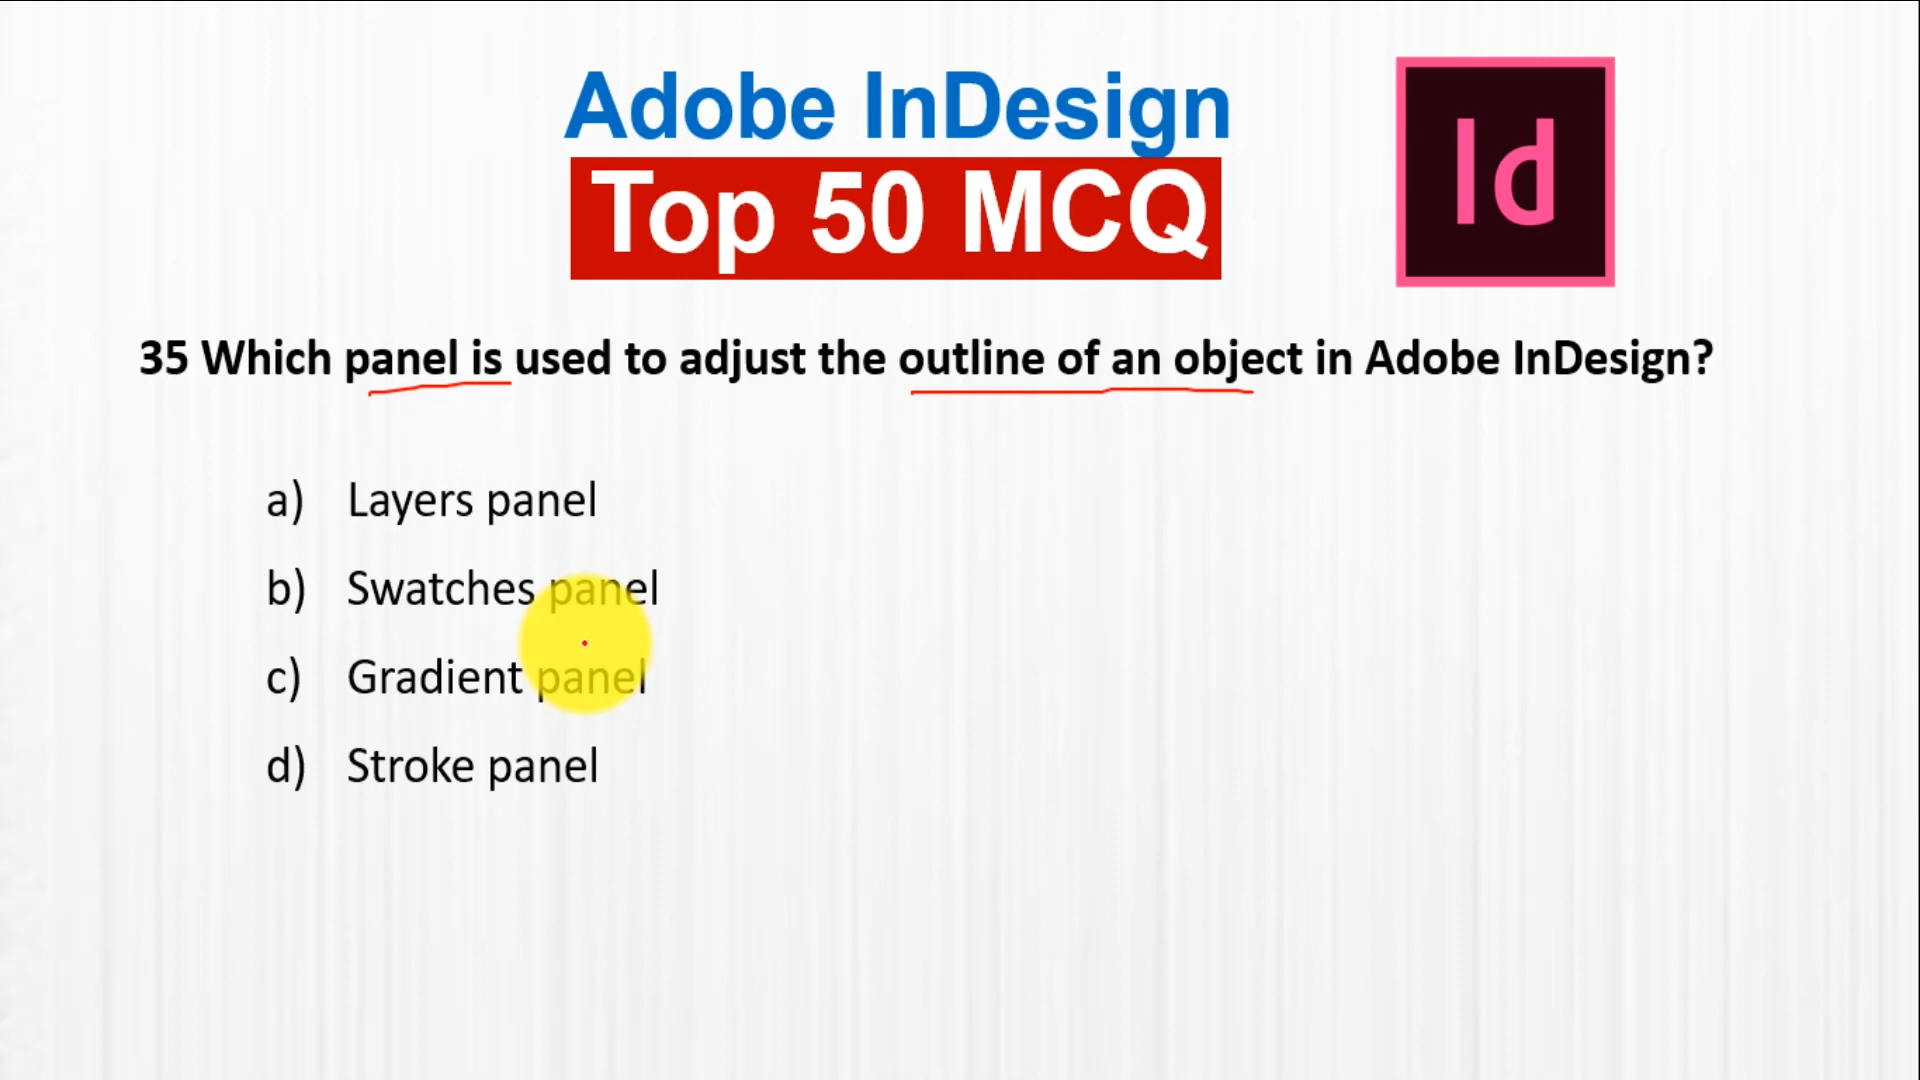 Adobe InDesign
Top 50 MCQ
Id
35 Which panel is used to adjust the outline of an object in Adobe InDesign?
a) Layers panel
b) Swatches panel
c) Gradient panel
d) Stroke panel